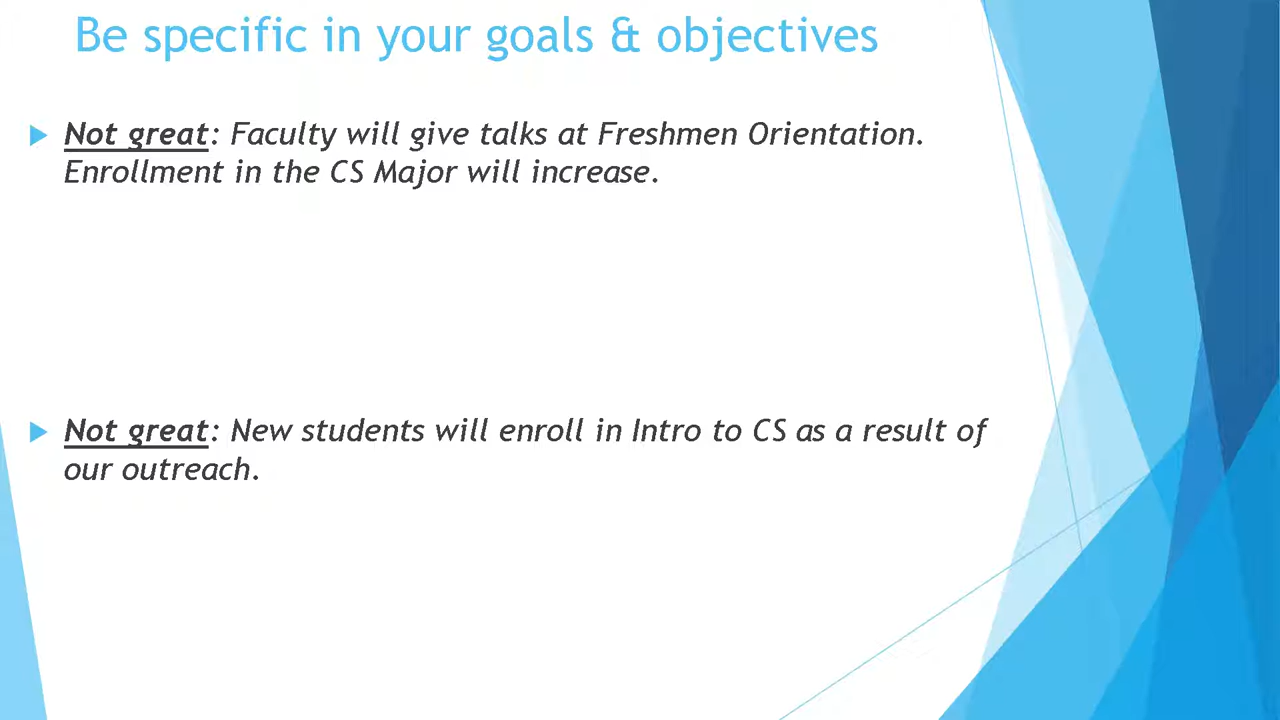 Be specific in your goals & objectives
Not great: Faculty will give talks at Freshmen Orientation.
Enrollment in the CS Major will increase.
Not great: New students will enroll in Intro to CS as a result of
our outreach.